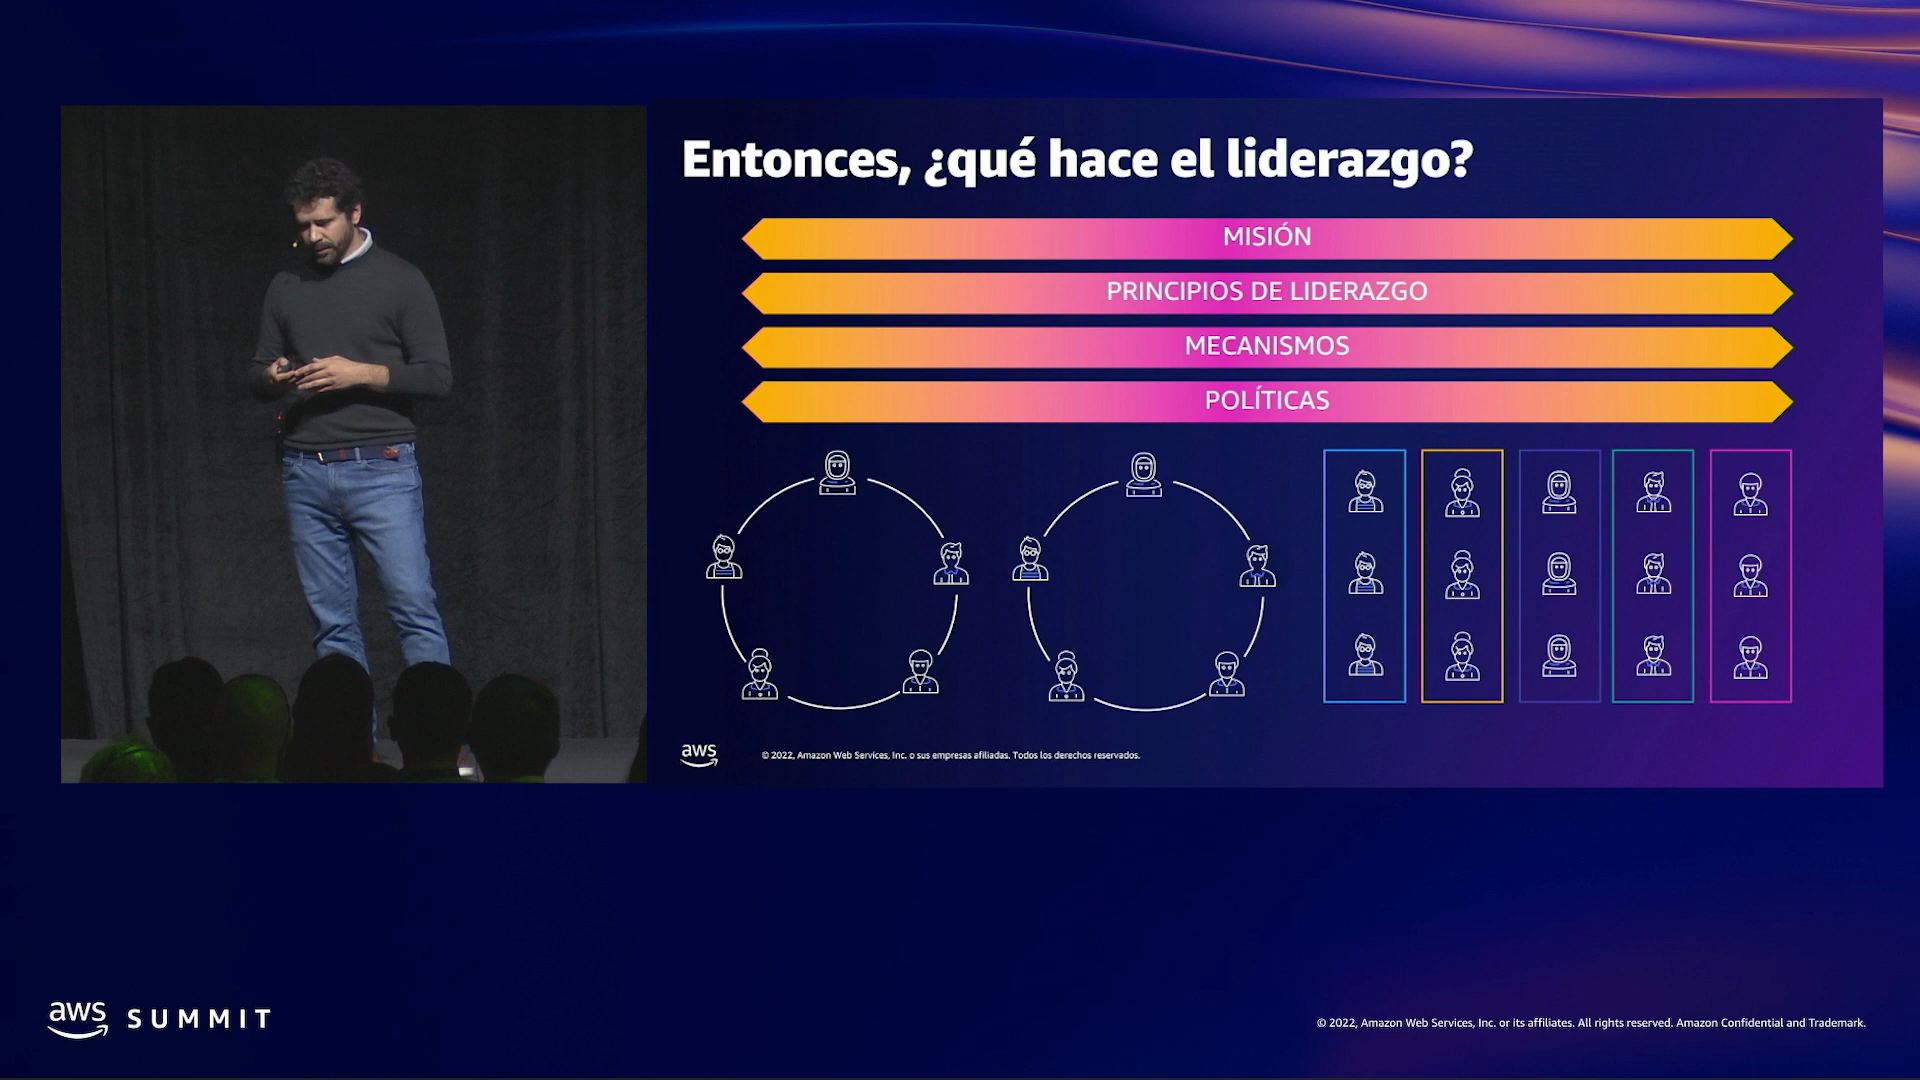 Entonces, ¿qué hace el liderazgo?
MISIÓN
PRINCIPIOS DE LIDERAZGO
MECANISMOS
POLÍTICAS
aws
© 2022, Amazon Web Services, Inc. o sus empresas afiliadas. Todos los derechos reservados.
aws SUMMIT
© 2022, Amazon Web Services, Inc. or its affiliates. All rights reserved. Amazon Confidential and Trademark.